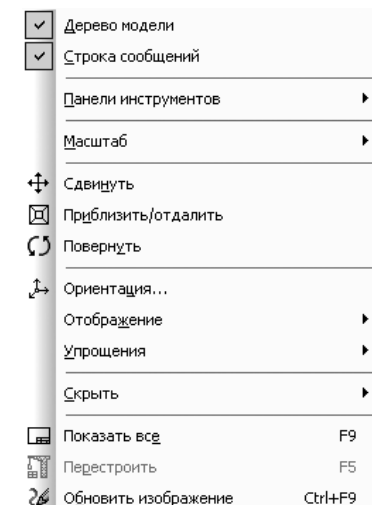 Дерево модели
Строка сообщений
Панели инструментов
Масштаб
Сдвинуть
Приблизить/отдалить
Повернуть
Ориентация...
Отображение
Упрощения
Скрыть
Показать все F9
Перестроить F5
Обновить изображение Ctrl+F9